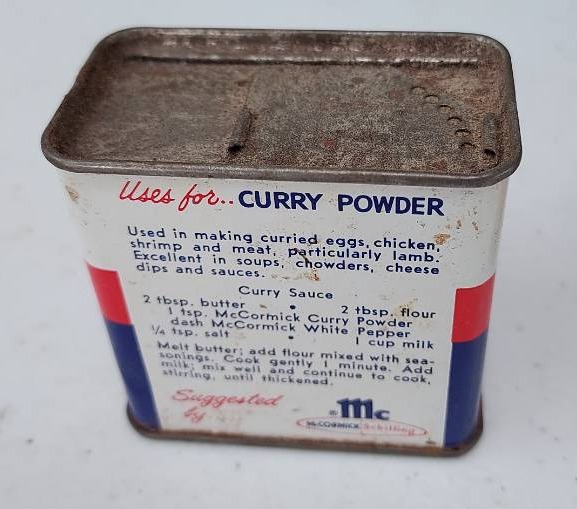 Uses for.. CURRY POWDER
Used in making curried eggs, chicken,
shrimp and meat, particularly lamb.
Excellent in soups, chowders, cheese
dips and sauces.
Curry Sauce
2 tbsp. butter • 2 tbsp. flour
1 tsp. McCormick Curry Powder
dash McCormick White Pepper
¼ tsp. salt • 1 cup milk
Melt butter; add flour mixed with sea-
sonings. Cook gently 1 minute. Add
milk; mix well and continue to cook,
stirring, until thickened.
Suggested
by
® Mc
McCORMICK Schilling